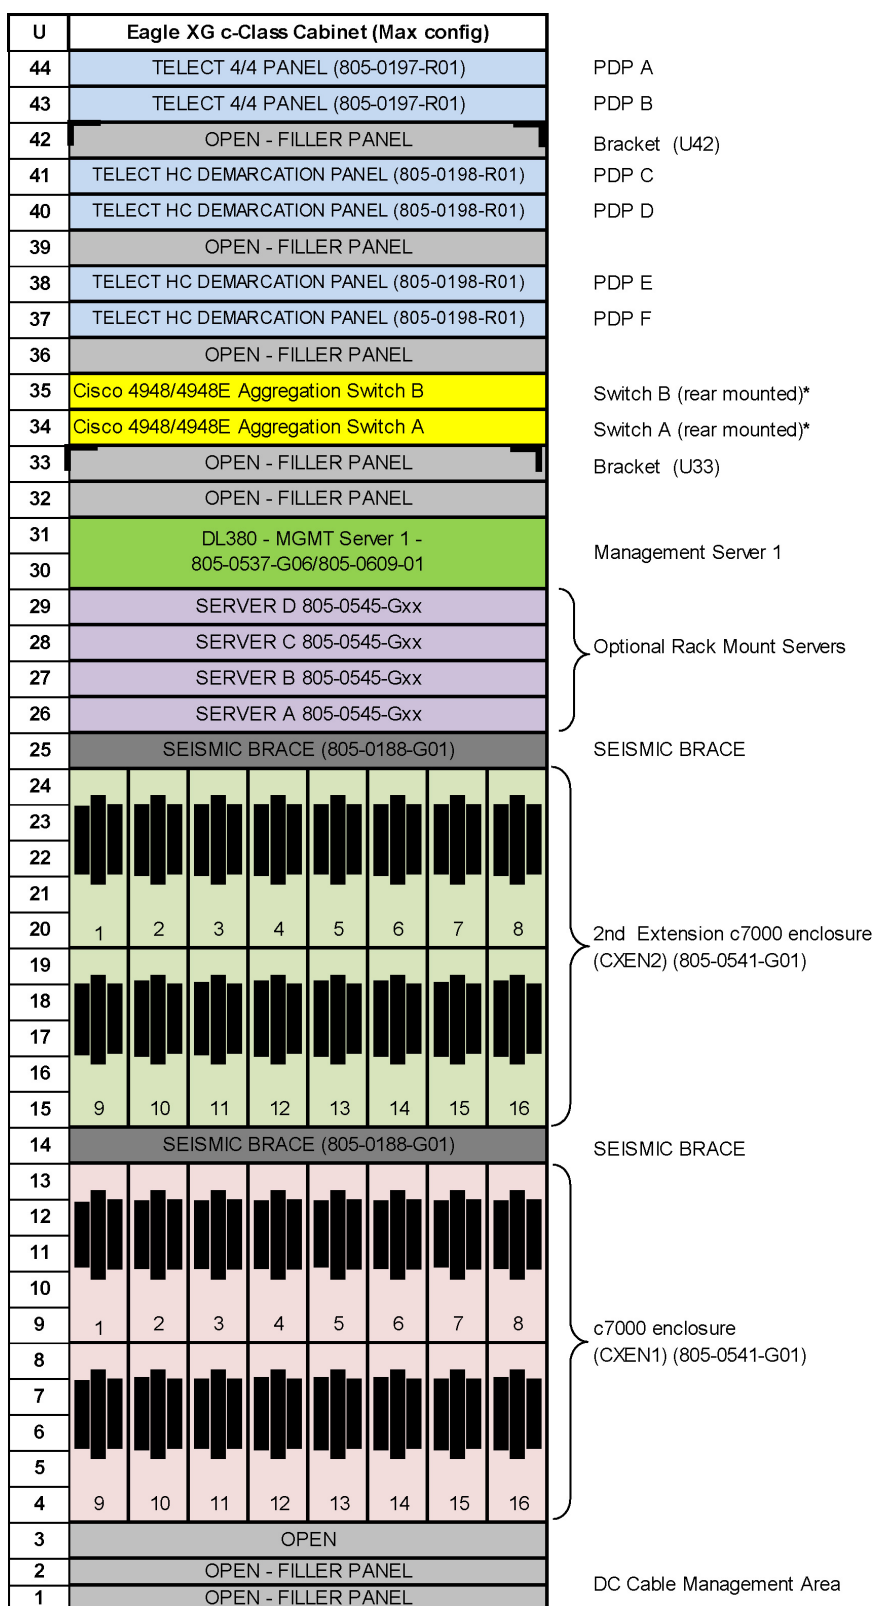 U Eagle XG c-Class Cabinet (Max config)
44 TELECT 4/4 PANEL (805-0197-R01) PDP A
43 TELECT 4/4 PANEL (805-0197-R01) PDP B
42 OPEN - FILLER PANEL Bracket (U42)
41 TELECT HC DEMARCATION PANEL (805-0198-R01) PDP C
40 TELECT HC DEMARCATION PANEL (805-0198-R01) PDP D
39 OPEN - FILLER PANEL
38 TELECT HC DEMARCATION PANEL (805-0198-R01) PDP E
37 TELECT HC DEMARCATION PANEL (805-0198-R01) PDP F
36 OPEN - FILLER PANEL
35 Cisco 4948/4948E Aggregation Switch B Switch B (rear mounted)*
34 Cisco 4948/4948E Aggregation Switch A Switch A (rear mounted)*
33 OPEN - FILLER PANEL Bracket (U33)
32 OPEN - FILLER PANEL
31 DL380 - MGMT Server 1 -
Management Server 1
30 805-0537-G06/805-0609-01
29 SERVER D 805-0545-Gxx
28 SERVER C 805-0545-Gxx Optional Rack Mount Servers
27 SERVER B 805-0545-Gxx
26 SERVER A 805-0545-Gxx
25 SEISMIC BRACE (805-0188-G01) SEISMIC BRACE
24
23
22
21
20 1 2 3 4 5 6 7 8 2nd Extension c7000 enclosure
19 (CXEN2) (805-0541-G01)
18
17
16
15 9 10 11 12 13 14 15 16
14 SEISMIC BRACE (805-0188-G01) SEISMIC BRACE
13
12
11
10
9 1 2 3 4 5 6 7 8 c7000 enclosure
8 (CXEN1) (805-0541-G01)
7
6
5
4 9 10 11 12 13 14 15 16
3 OPEN
2 OPEN - FILLER PANEL
DC Cable Management Area
1 OPEN - FILLER PANEL